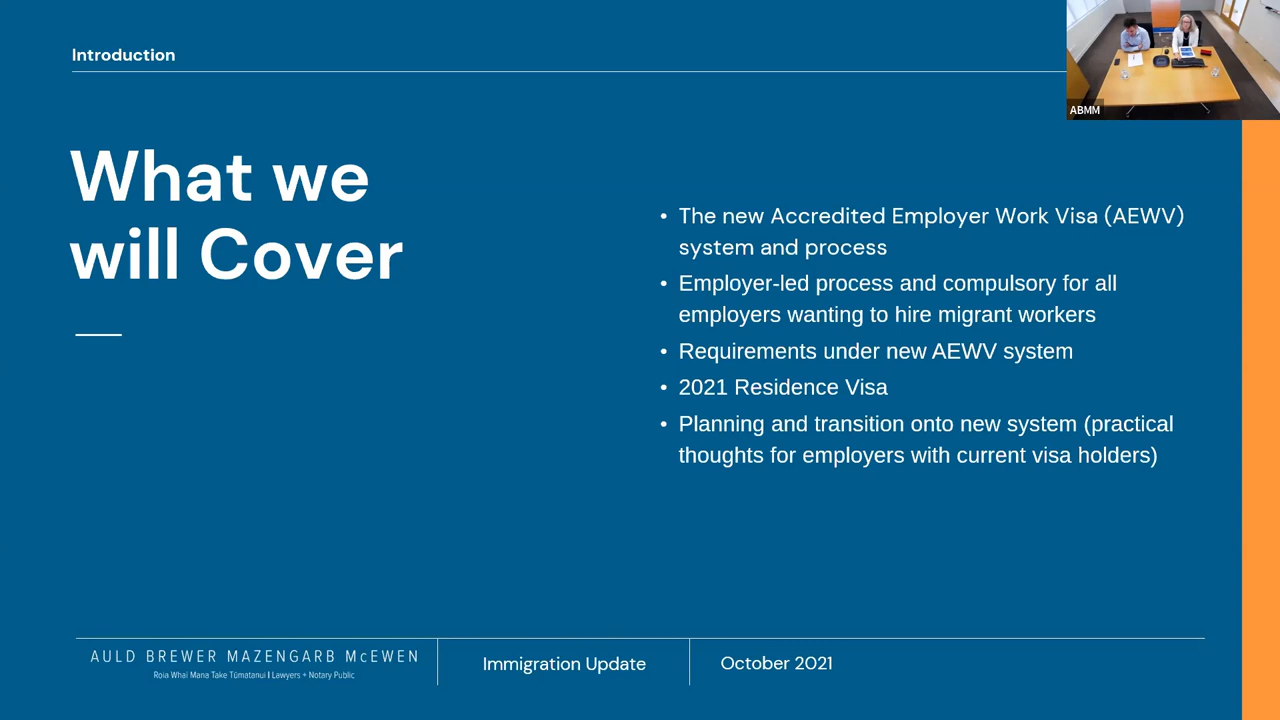 Introduction
ABMM
What we
will Cover
• The new Accredited Employer Work Visa (AEWV)
system and process
• Employer-led process and compulsory for all
employers wanting to hire migrant workers
• Requirements under new AEWV system
• 2021 Residence Visa
• Planning and transition onto new system (practical
thoughts for employers with current visa holders)
AULD BREWER MAZENGARB McEWEN
Roia Whai Mana Take Tūmatanui | Lawyers + Notary Public
Immigration Update
October 2021